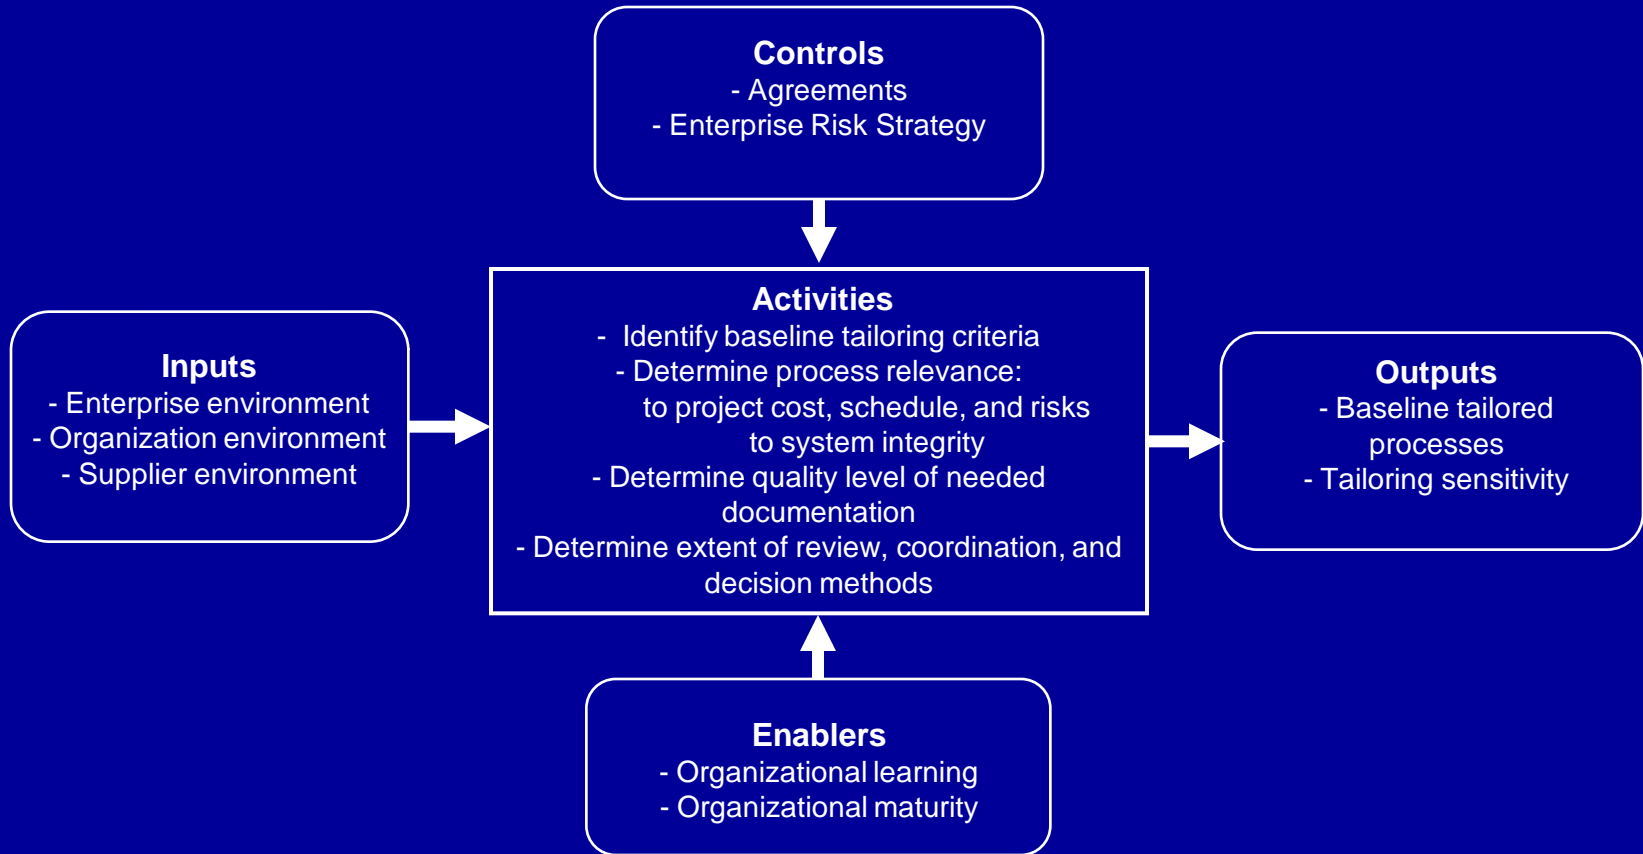 Controls
- Agreements
- Enterprise Risk Strategy
Inputs
- Enterprise environment
- Organization environment
- Supplier environment
Activities
- Identify baseline tailoring criteria
- Determine process relevance:
to project cost, schedule, and risks
to system integrity
- Determine quality level of needed
documentation
- Determine extent of review, coordination, and
decision methods
Outputs
- Baseline tailored
processes
- Tailoring sensitivity
Enablers
- Organizational learning
- Organizational maturity